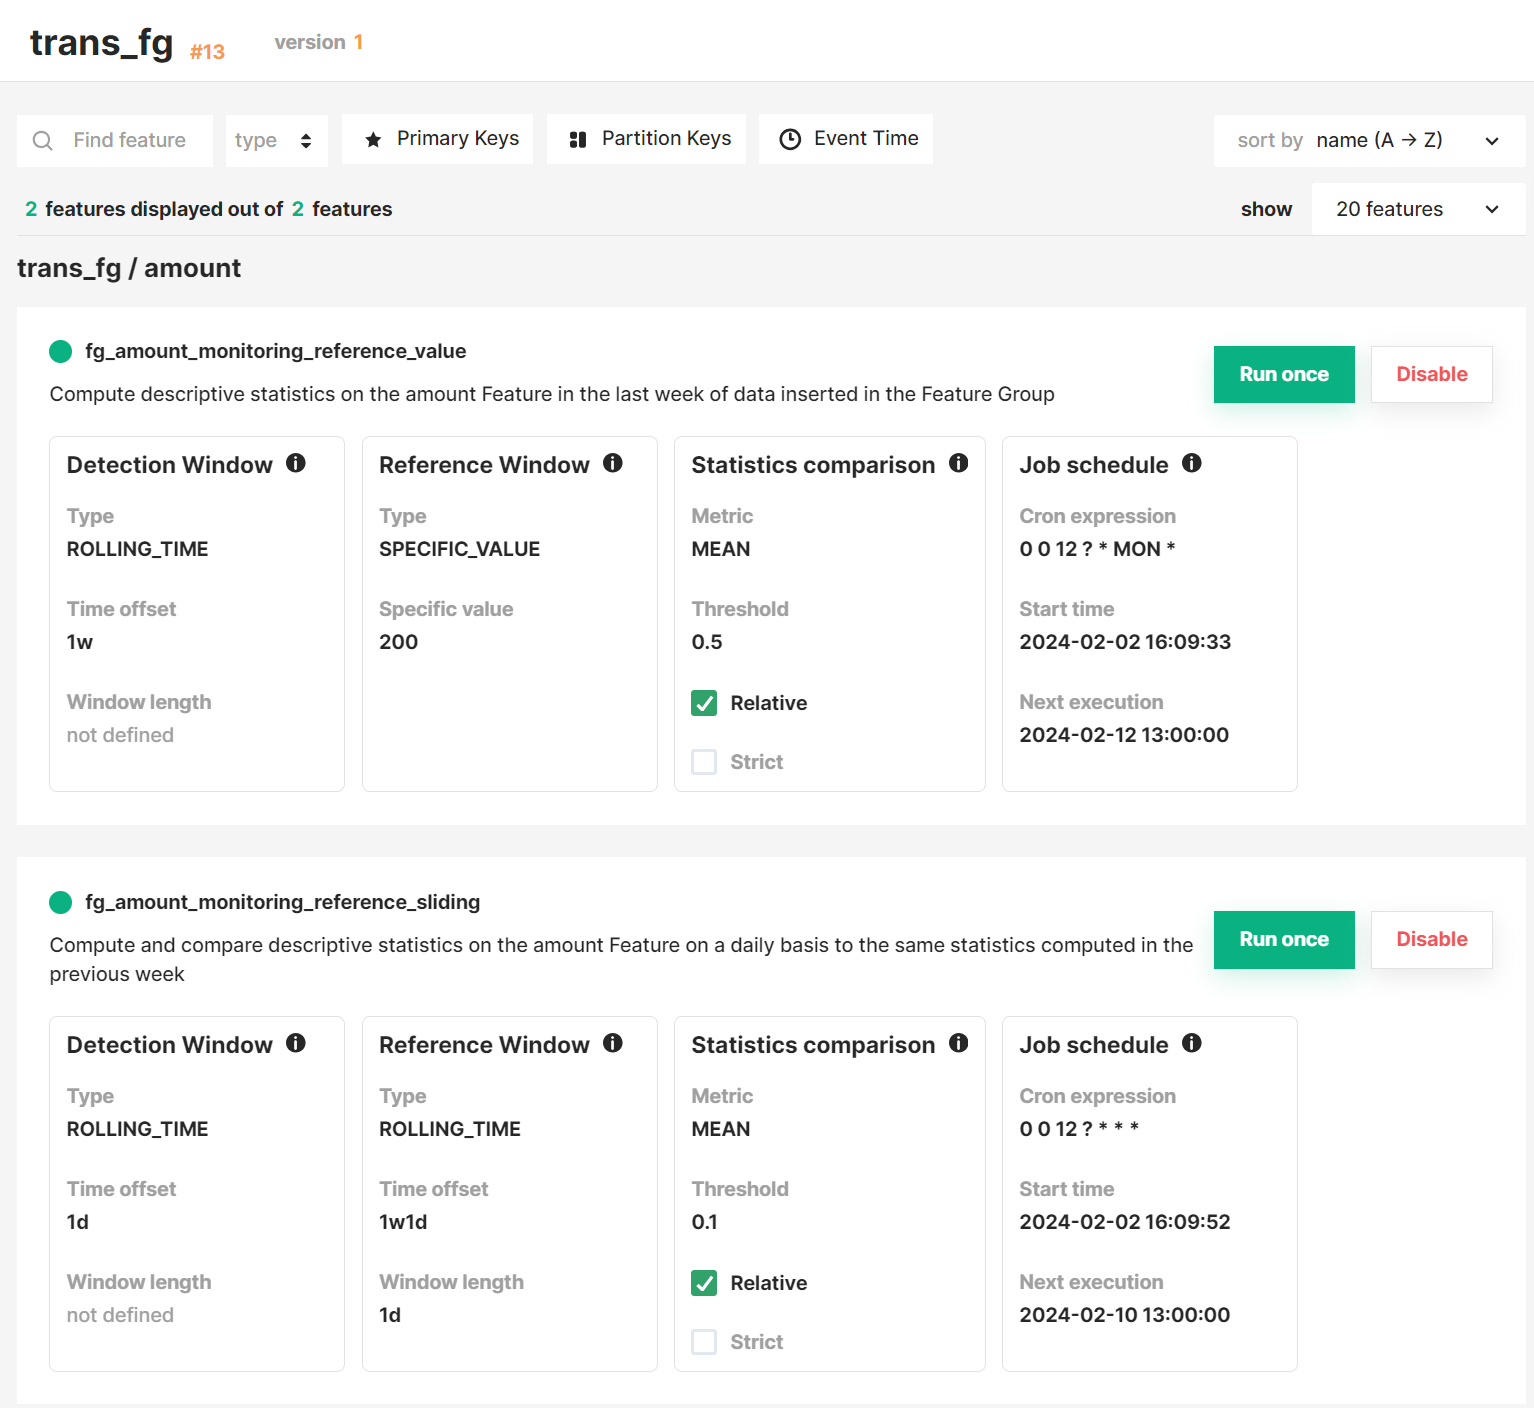 trans_fg #13 version 1
Find feature type Primary Keys Partition Keys Event Time sort by name (A → Z)
2 features displayed out of 2 features show 20 features
trans_fg / amount
fg_amount_monitoring_reference_value
Run once Disable
Compute descriptive statistics on the amount Feature in the last week of data inserted in the Feature Group
Detection Window
Type
ROLLING_TIME
Time offset
1w
Window length
not defined
Reference Window
Type
SPECIFIC_VALUE
Specific value
200
Statistics comparison
Metric
MEAN
Threshold
0.5
Relative
Strict
Job schedule
Cron expression
0 0 12 ? * MON *
Start time
2024-02-02 16:09:33
Next execution
2024-02-12 13:00:00
fg_amount_monitoring_reference_sliding
Run once Disable
Compute and compare descriptive statistics on the amount Feature on a daily basis to the same statistics computed in the
previous week
Detection Window
Type
ROLLING_TIME
Time offset
1d
Window length
not defined
Reference Window
Type
ROLLING_TIME
Time offset
1w1d
Window length
1d
Statistics comparison
Metric
MEAN
Threshold
0.1
Relative
Strict
Job schedule
Cron expression
0 0 12 ? * * *
Start time
2024-02-02 16:09:52
Next execution
2024-02-10 13:00:00